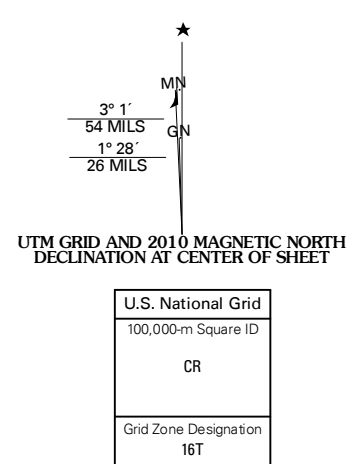 ★
MN
3° 1´
54 MILS
GN
1° 28´
26 MILS
UTM GRID AND 2010 MAGNETIC NORTH
DECLINATION AT CENTER OF SHEET
U.S. National Grid
100,000-m Square ID
CR
Grid Zone Designation
16T